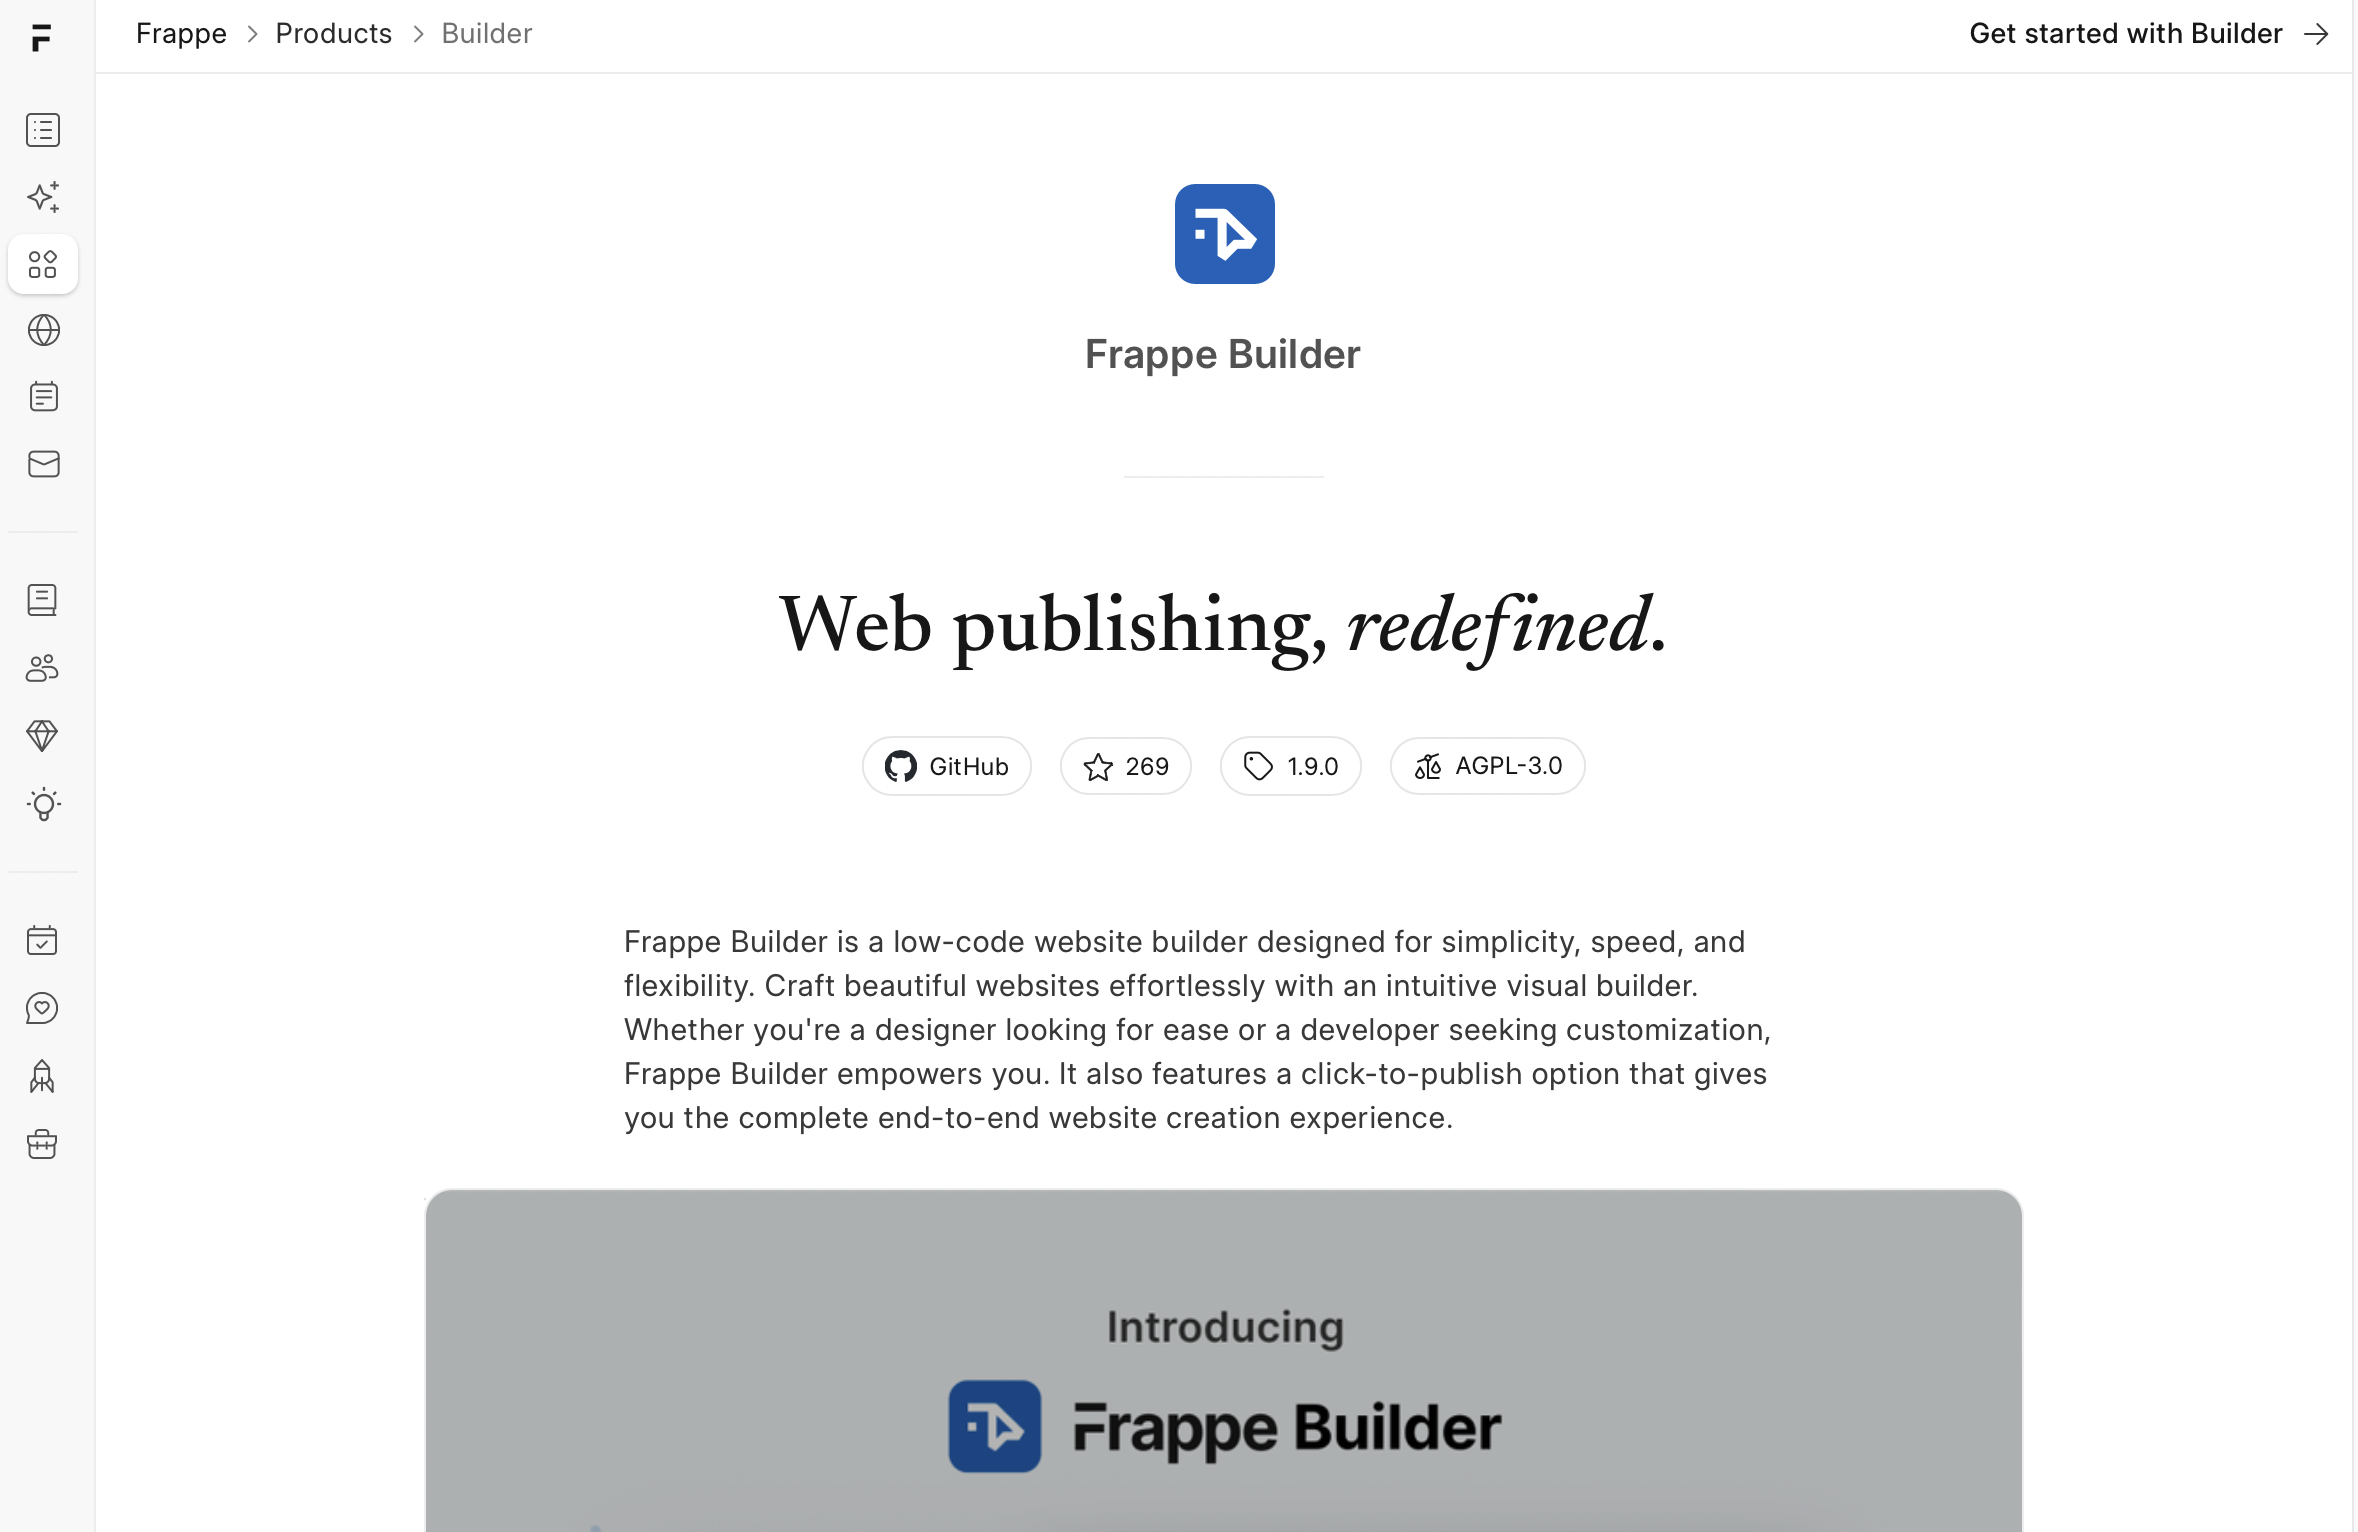 Frappe > Products > Builder
Get started with Builder →
Frappe Builder
Web publishing, redefined.
GitHub
269
1.9.0
AGPL-3.0
Frappe Builder is a low-code website builder designed for simplicity, speed, and
flexibility. Craft beautiful websites effortlessly with an intuitive visual builder.
Whether you're a designer looking for ease or a developer seeking customization,
Frappe Builder empowers you. It also features a click-to-publish option that gives
you the complete end-to-end website creation experience.
Introducing
Frappe Builder